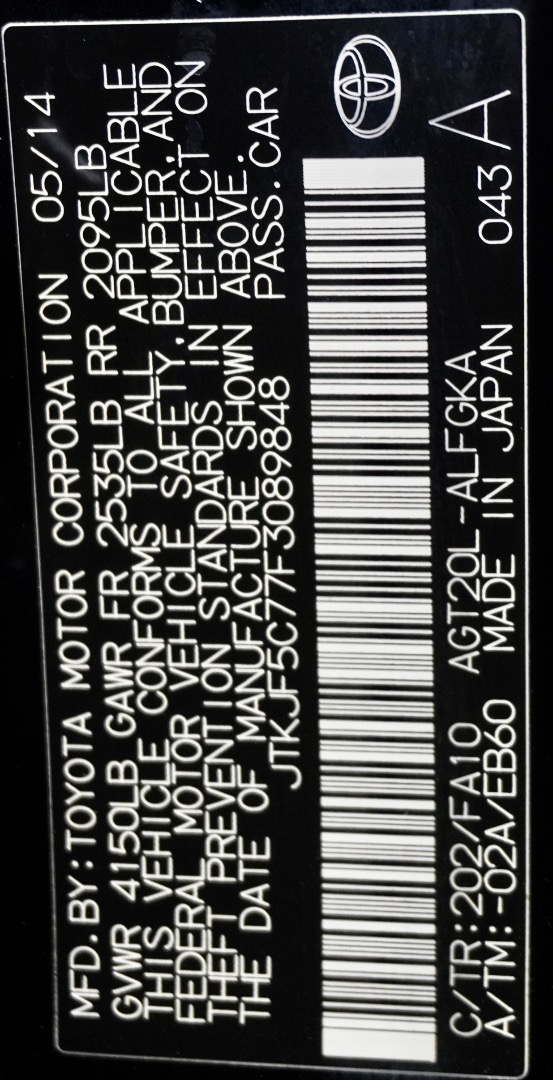 MFD.BY:TOYOTA MOTOR CORPORATION 05/14
GVWR 4150LB GAWR FR 2535LB RR 2095LB
THIS VEHICLE CONFORMS TO ALL APPLICABLE
FEDERAL MOTOR VEHICLE SAFETY,BUMPER,AND
THEFT PREVENTION STANDARDS IN EFFECT ON
THE DATE OF MANUFACTURE SHOWN ABOVE.
JTKJF5C77F3089848 PASS.CAR
C/TR:202/FA10 AGT20L-ALFGKA
A/TM:-02A/EB60 MADE IN JAPAN 043 A